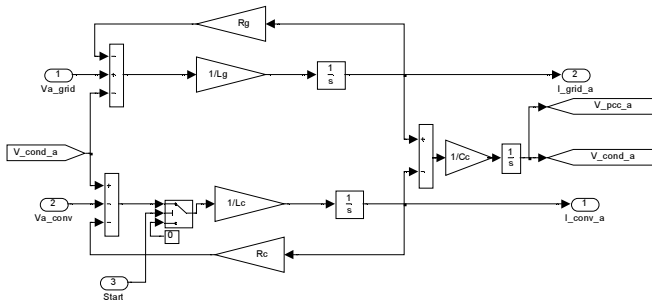 Rg
1
Va_grid
1/Lg
1
s
2
I_grid_a
V_pcc_a
V_cond_a
1/Cc
1
s
V_cond_a
2
Va_conv
0
1/Lc
1
s
1
I_conv_a
Rc
3
Start